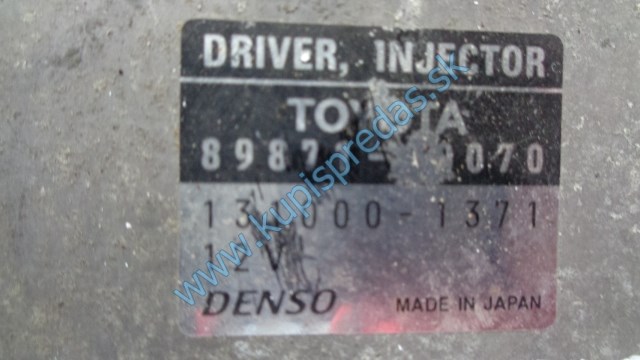 DRIVER, INJECTOR
TOYOTA
131000-1371
12V
DENSO MADE IN JAPAN
www.kupispredas.sk